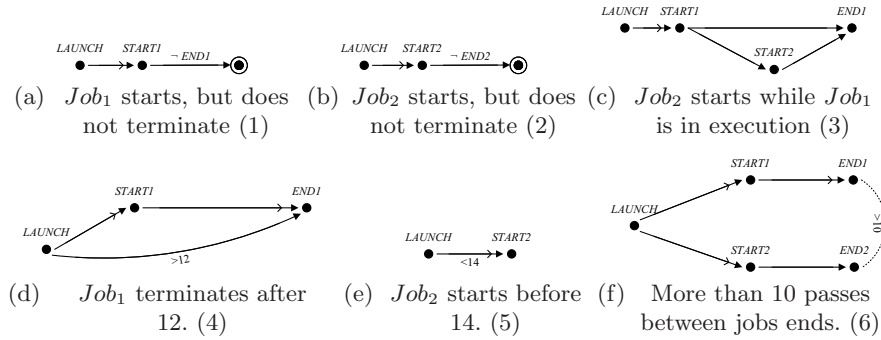 LAUNCH START1 ¬ END1
LAUNCH START2 ¬ END2
LAUNCH START1 END1
START2
(a) Job1 starts, but does
not terminate (1)
(b) Job2 starts, but does
not terminate (2)
(c) Job2 starts while Job1
is in execution (3)
START1 END1
LAUNCH
>12
LAUNCH START2
<14
START1 END1
LAUNCH
>10
START2 END2
(d) Job1 terminates after
12. (4)
(e) Job2 starts before
14. (5)
(f) More than 10 passes
between jobs ends. (6)